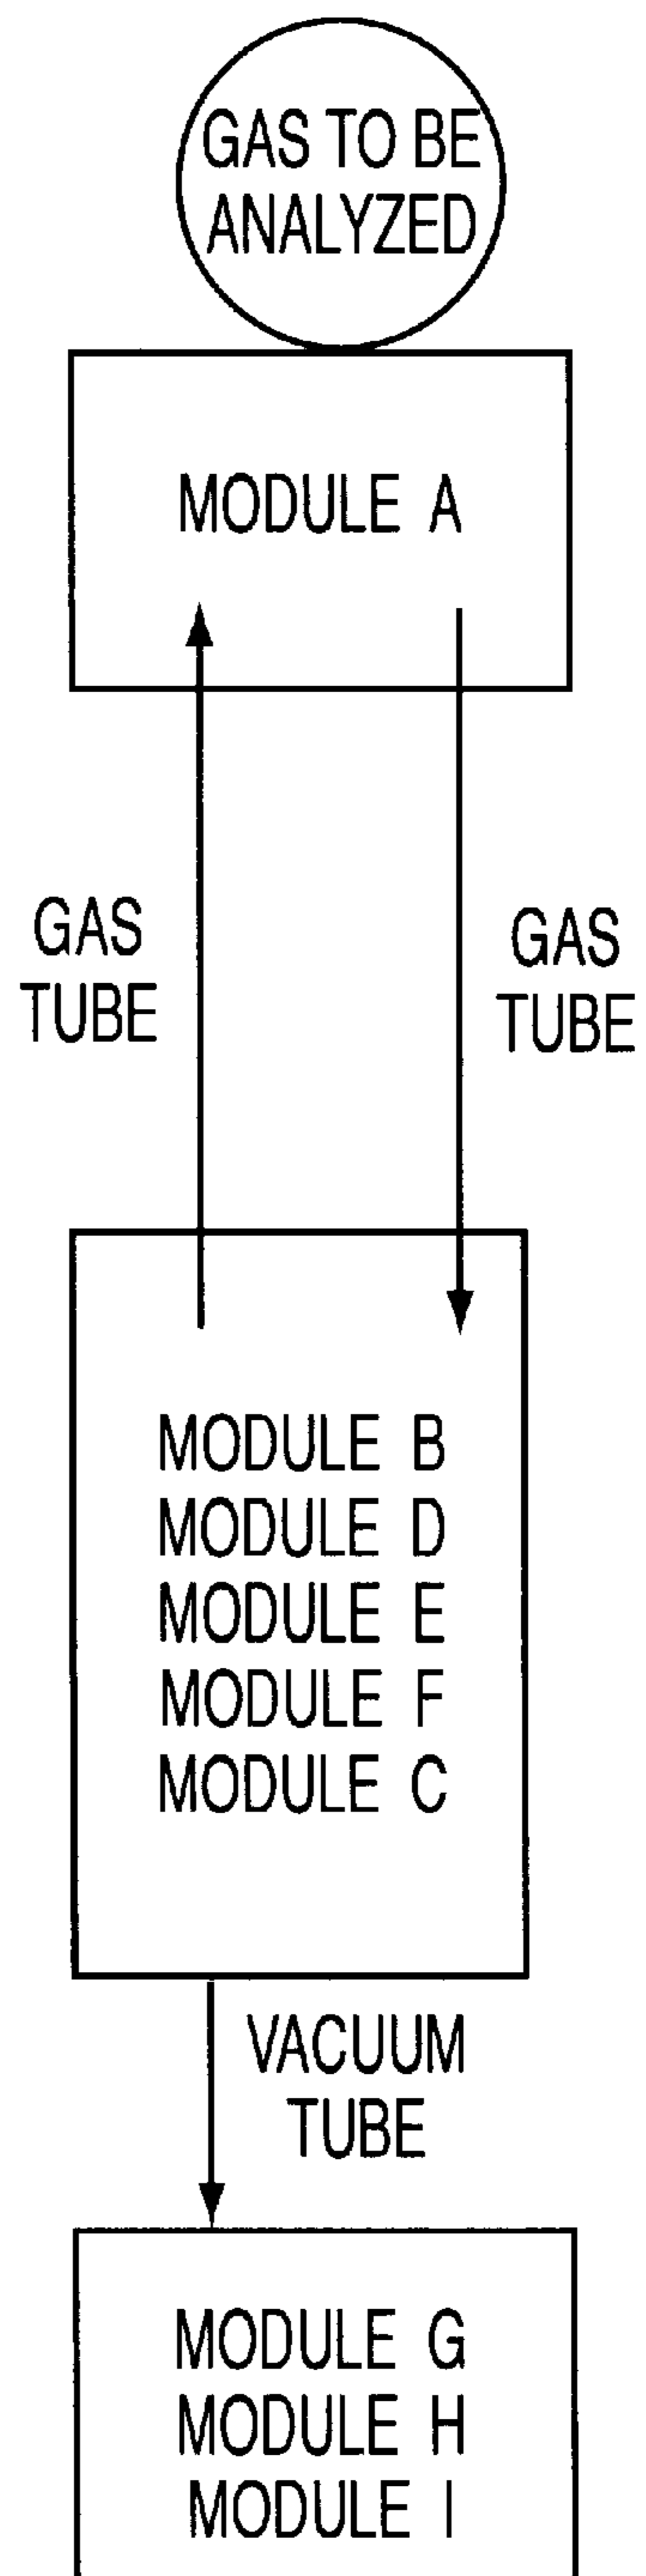 GAS TO BE
ANALYZED
MODULE A
GAS
TUBE
GAS
TUBE
MODULE B
MODULE D
MODULE E
MODULE F
MODULE C
VACUUM
TUBE
MODULE G
MODULE H
MODULE I